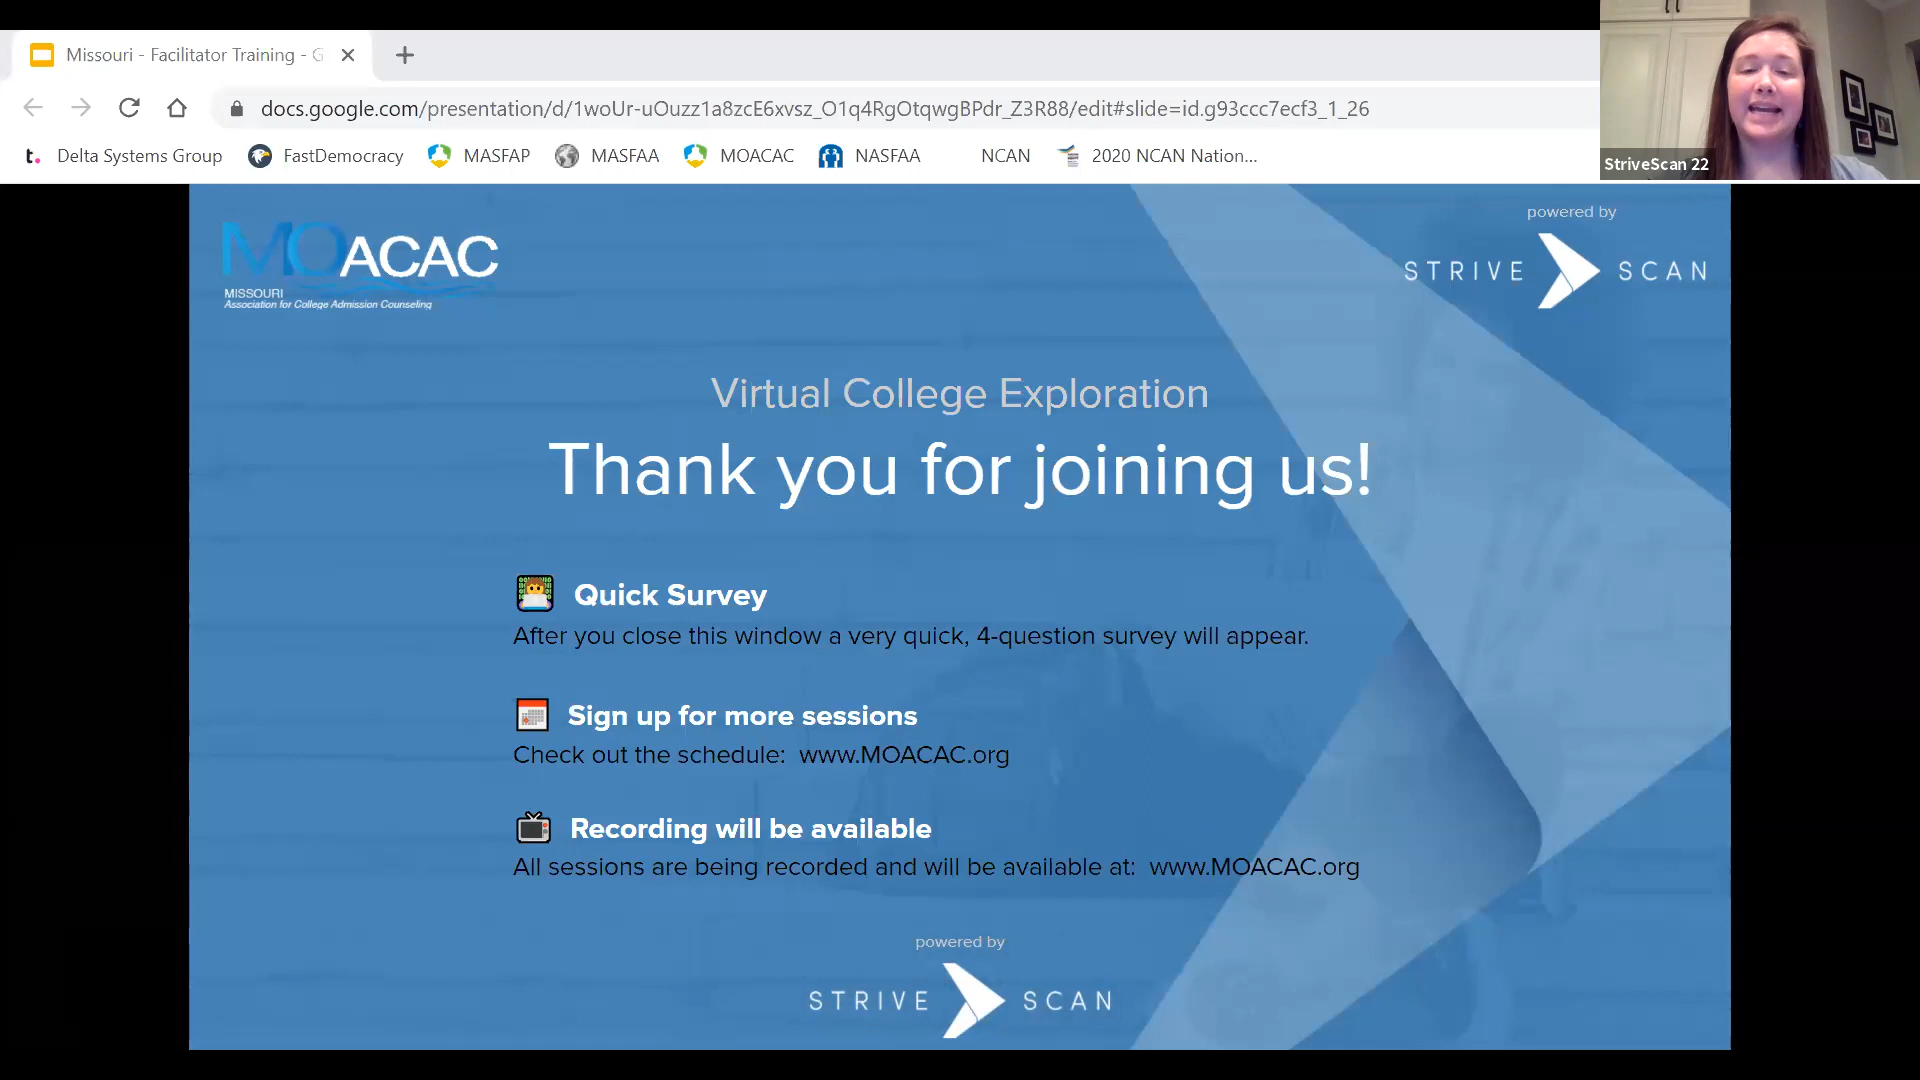 Missouri - Facilitator Training - G
docs.google.com/presentation/d/1woUr-uOuzz1a8zcE6xvsz_O1q4RgOtqwgBPdr_Z3R88/edit#slide=id.g93ccc7ecf3_1_26
t. Delta Systems Group FastDemocracy MASFAP MASFAA MOACAC NASFAA NCAN 2020 NCAN Nation...
StriveScan 22
MOACAC
MISSOURI
Association for College Admission Counseling
powered by
STRIVE SCAN
Virtual College Exploration
Thank you for joining us!
Quick Survey
After you close this window a very quick, 4-question survey will appear.
Sign up for more sessions
Check out the schedule: www.MOACAC.org
Recording will be available
All sessions are being recorded and will be available at: www.MOACAC.org
powered by
STRIVE SCAN